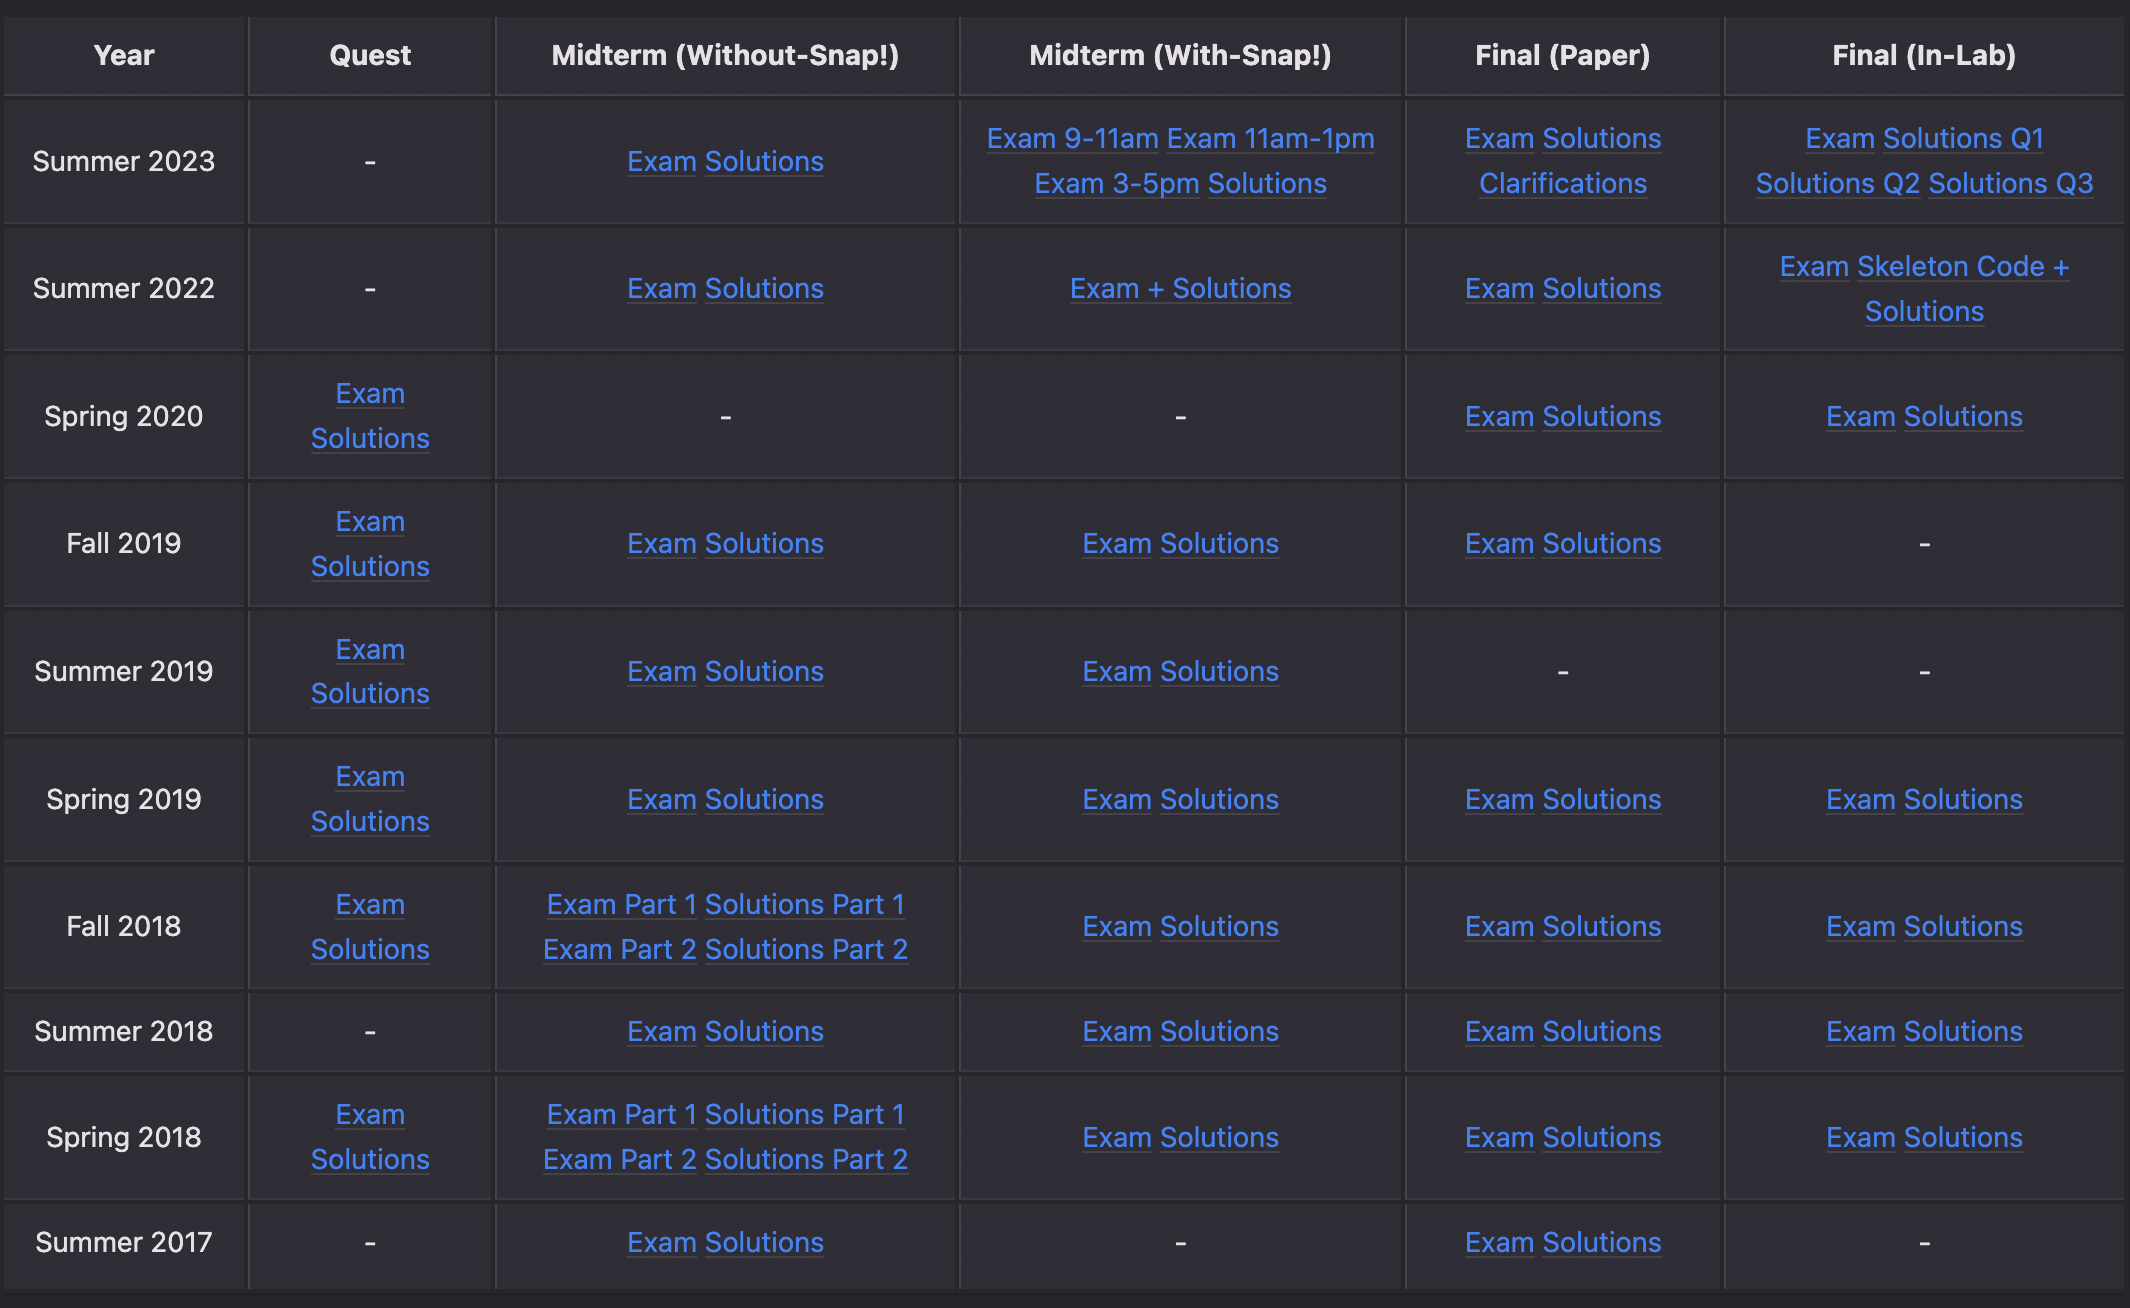 Year Quest Midterm (Without-Snap!) Midterm (With-Snap!) Final (Paper) Final (In-Lab)
Summer 2023 - Exam Solutions Exam 9-11am Exam 11am-1pm Exam Solutions Exam Solutions Q1
Exam 3-5pm Solutions Clarifications Solutions Q2 Solutions Q3
Summer 2022 - Exam Solutions Exam + Solutions Exam Solutions Exam Skeleton Code +
Solutions
Spring 2020 Exam - - Exam Solutions Exam Solutions
Solutions
Fall 2019 Exam Exam Solutions Exam Solutions Exam Solutions -
Solutions
Summer 2019 Exam Exam Solutions Exam Solutions - -
Solutions
Spring 2019 Exam Exam Solutions Exam Solutions Exam Solutions Exam Solutions
Solutions
Fall 2018 Exam Exam Part 1 Solutions Part 1 Exam Solutions Exam Solutions Exam Solutions
Solutions Exam Part 2 Solutions Part 2
Summer 2018 - Exam Solutions Exam Solutions Exam Solutions Exam Solutions
Spring 2018 Exam Exam Part 1 Solutions Part 1 Exam Solutions Exam Solutions Exam Solutions
Solutions Exam Part 2 Solutions Part 2
Summer 2017 - Exam Solutions - Exam Solutions -